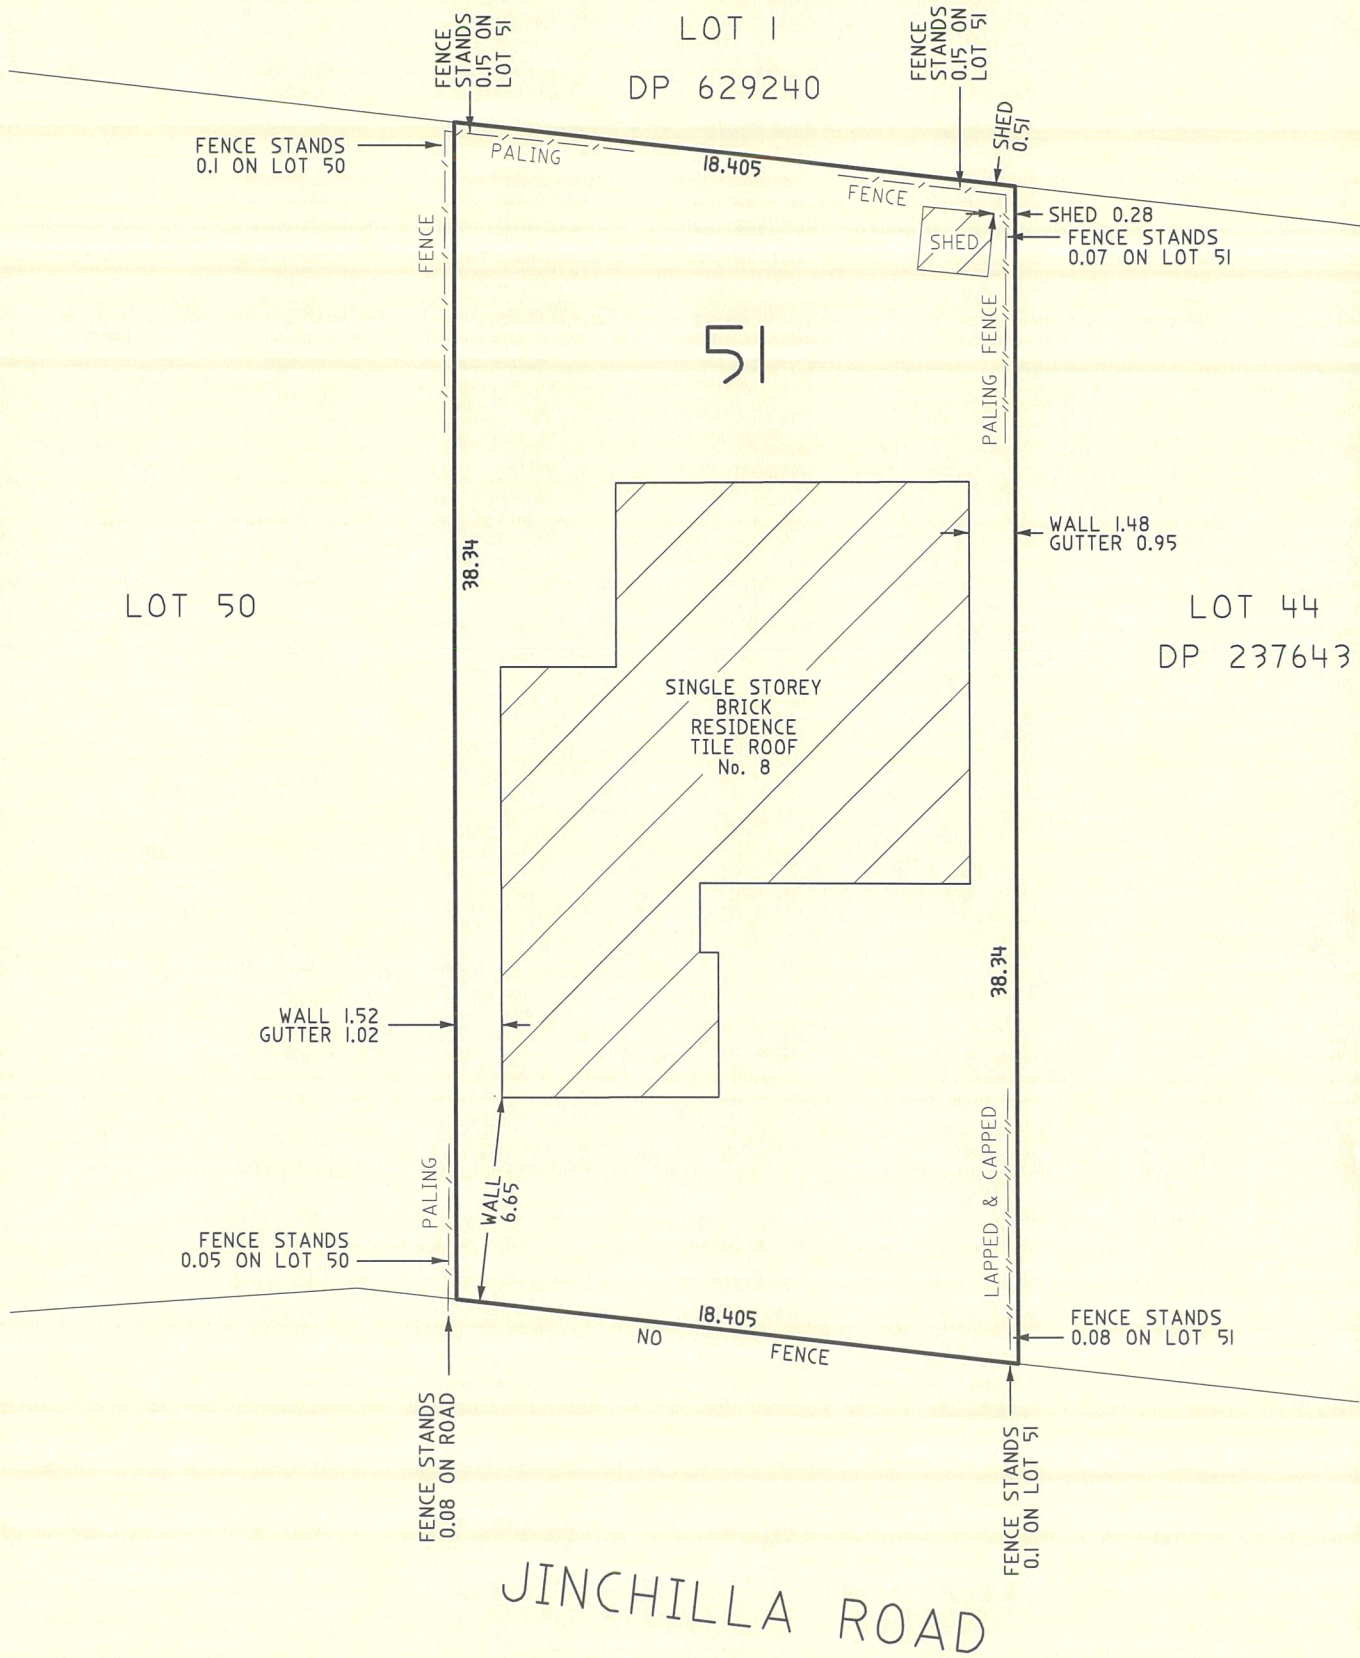 LOT 1
DP 629240
FENCE
STANDS
0.15 ON
LOT 51
FENCE
STANDS
0.15 ON
LOT 51
SHED
0.51
FENCE STANDS
0.1 ON LOT 50
PALING
18.405
FENCE
SHED 0.28
FENCE STANDS
0.07 ON LOT 51
SHED
FENCE
51
PALING FENCE
38.34
WALL 1.48
GUTTER 0.95
LOT 50
LOT 44
DP 237643
SINGLE STOREY
BRICK
RESIDENCE
TILE ROOF
No. 8
38.34
WALL 1.52
GUTTER 1.02
PALING
WALL
6.65
LAPPED & CAPPED
FENCE STANDS
0.05 ON LOT 50
18.405
NO FENCE
FENCE STANDS
0.08 ON LOT 51
FENCE STANDS
0.08 ON ROAD
FENCE STANDS
0.1 ON LOT 51
JINCHILLA ROAD